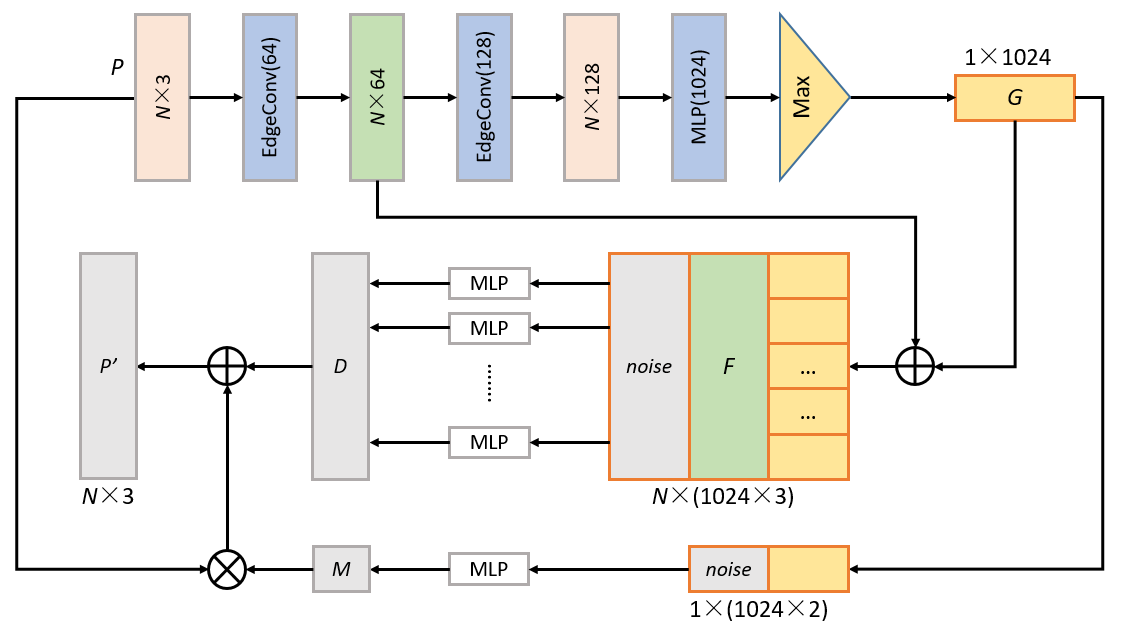 P
N×3
EdgeConv(64)
N×64
EdgeConv(128)
N×128
MLP(1024)
Max
1×1024
G
P’
N×3
D
MLP
MLP
......
MLP
noise
F
...
...
N×(1024×3)
M
MLP
noise
1×(1024×2)